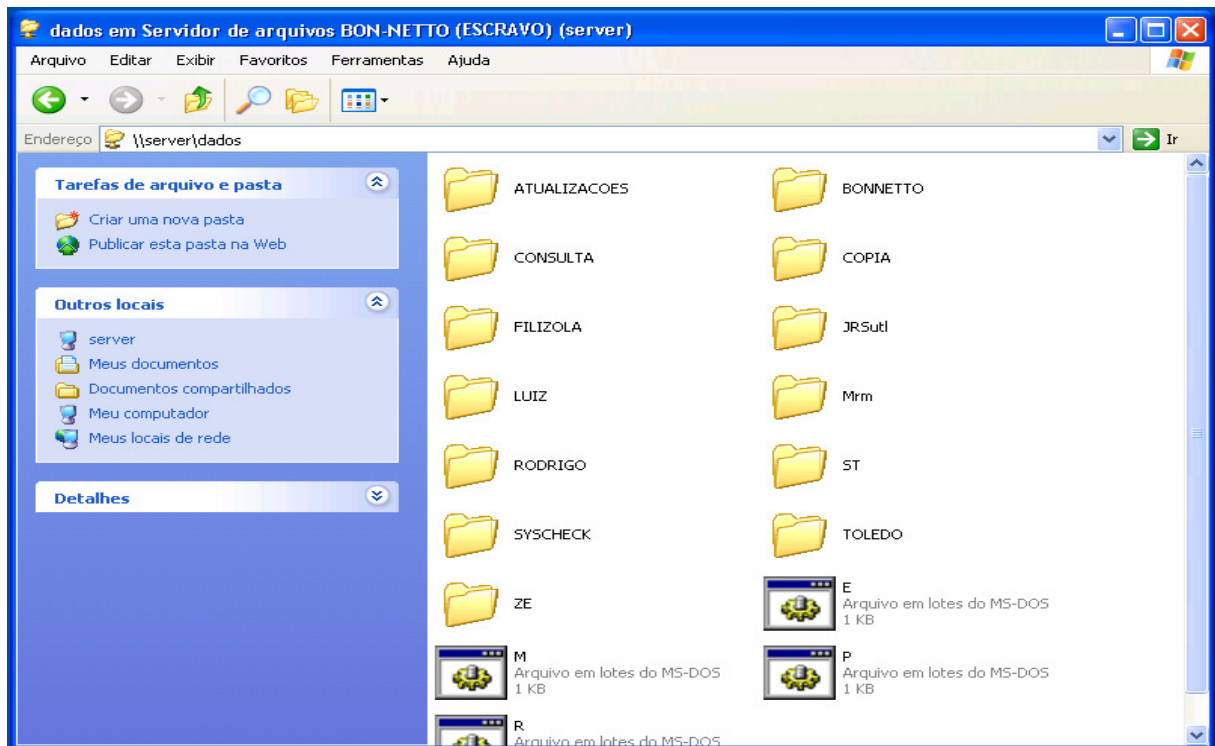 dados em Servidor de arquivos BON-NETTO (ESCRAVO) (server)
Arquivo Editar Exibir Favoritos Ferramentas Ajuda
Endereço \\server\dados Ir
Tarefas de arquivo e pasta
Criar uma nova pasta
Publicar esta pasta na Web
Outros locais
server
Meus documentos
Documentos compartilhados
Meu computador
Meus locais de rede
Detalhes
ATUALIZACOES
BONNETTO
CONSULTA
COPIA
FILIZOLA
JRSutl
LUIZ
Mrm
RODRIGO
ST
SYSCHECK
TOLEDO
ZE
E
Arquivo em lotes do MS-DOS
1 KB
M
Arquivo em lotes do MS-DOS
1 KB
P
Arquivo em lotes do MS-DOS
1 KB
R
Arquivo em lotes do MS-DOS